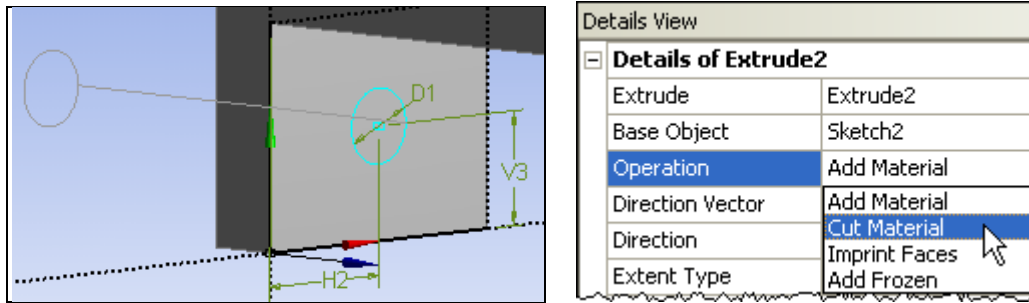 D1
V3
H2
Details View
Details of Extrude2
Extrude Extrude2
Base Object Sketch2
Operation Add Material
Direction Vector Add Material
Cut Material
Direction Imprint Faces
Extent Type Add Frozen